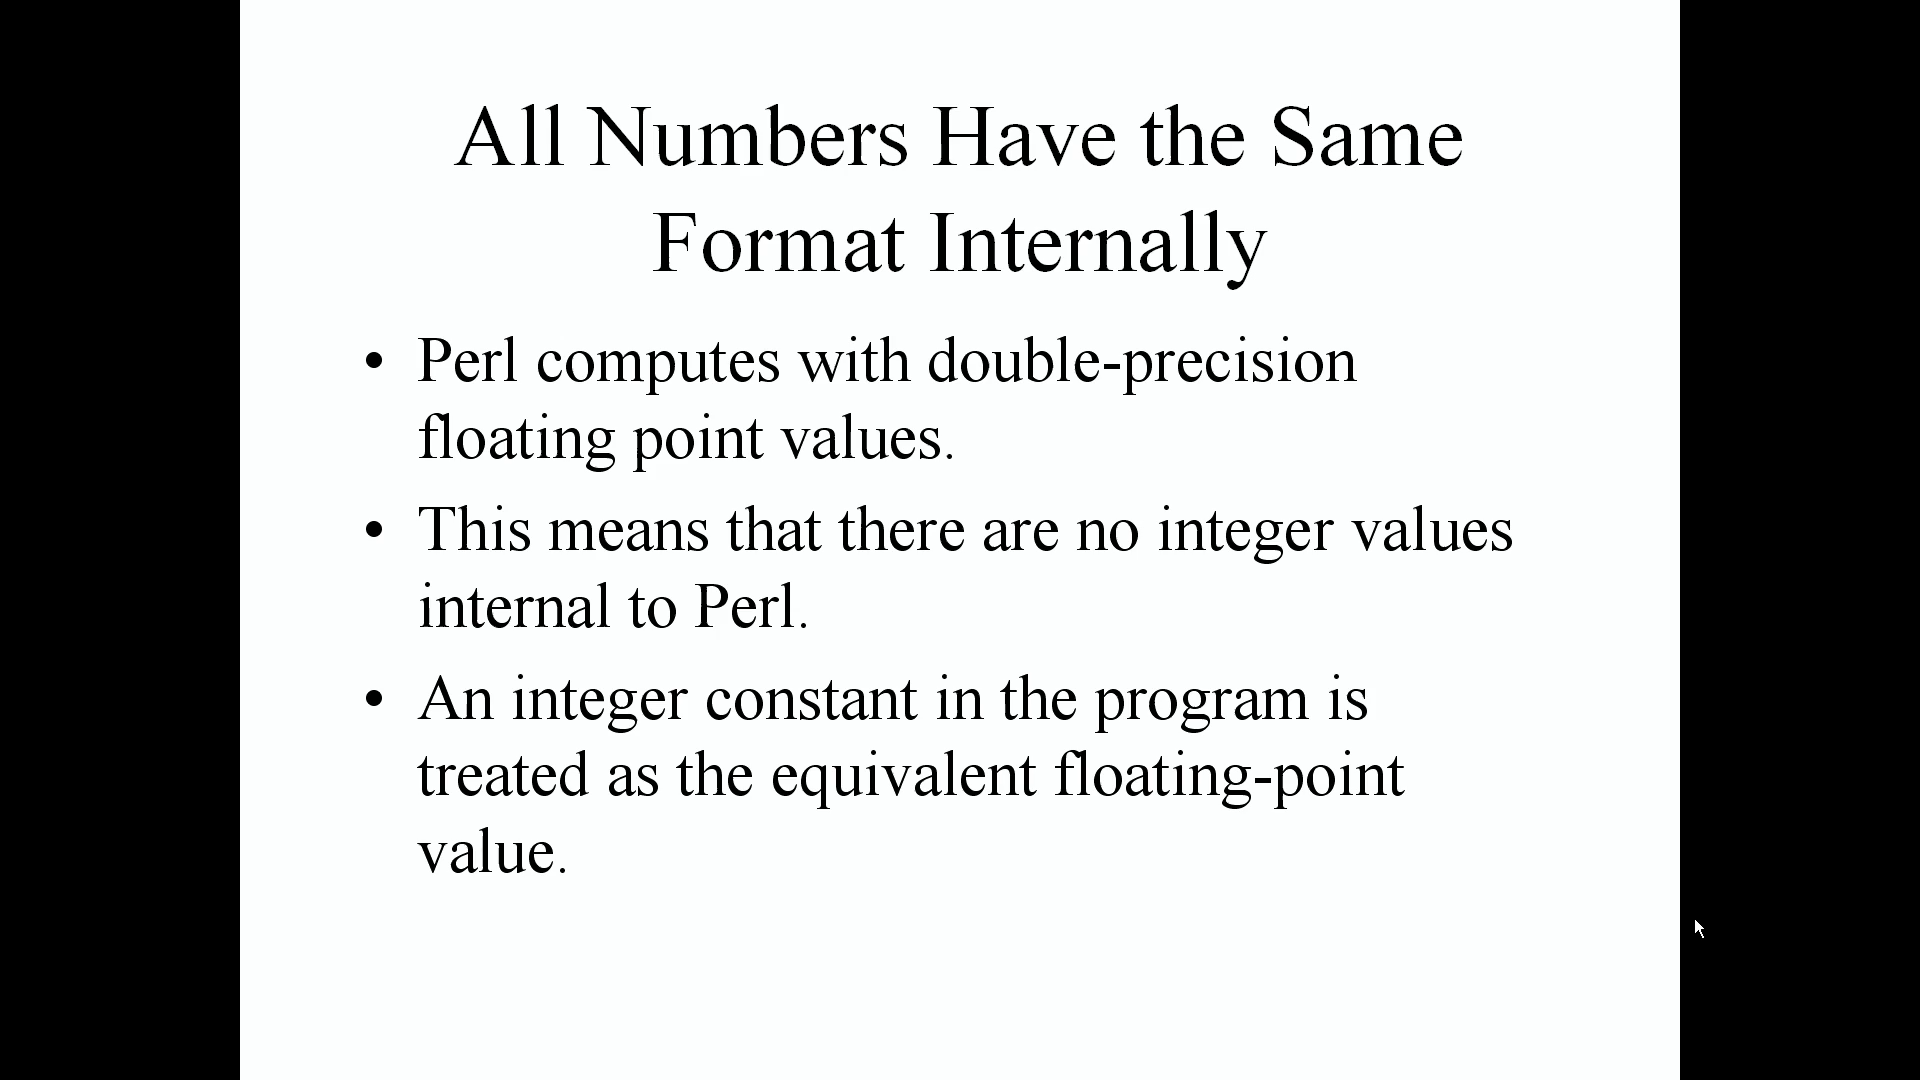 All Numbers Have the Same
Format Internally
• Perl computes with double-precision
floating point values.
• This means that there are no integer values
internal to Perl.
• An integer constant in the program is
treated as the equivalent floating-point
value.